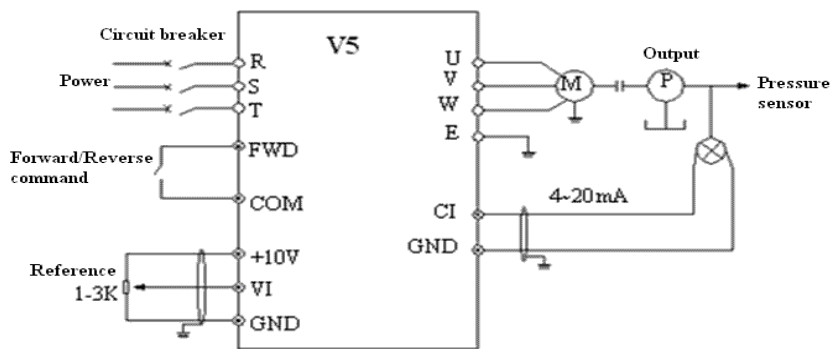 Circuit breaker
Power
R
S
T
Forward/Reverse
command
FWD
COM
Reference
1-3K
+10V
VI
GND
V5
U
V
W
E
CI
GND
M
Output
P
Pressure
sensor
4~20mA